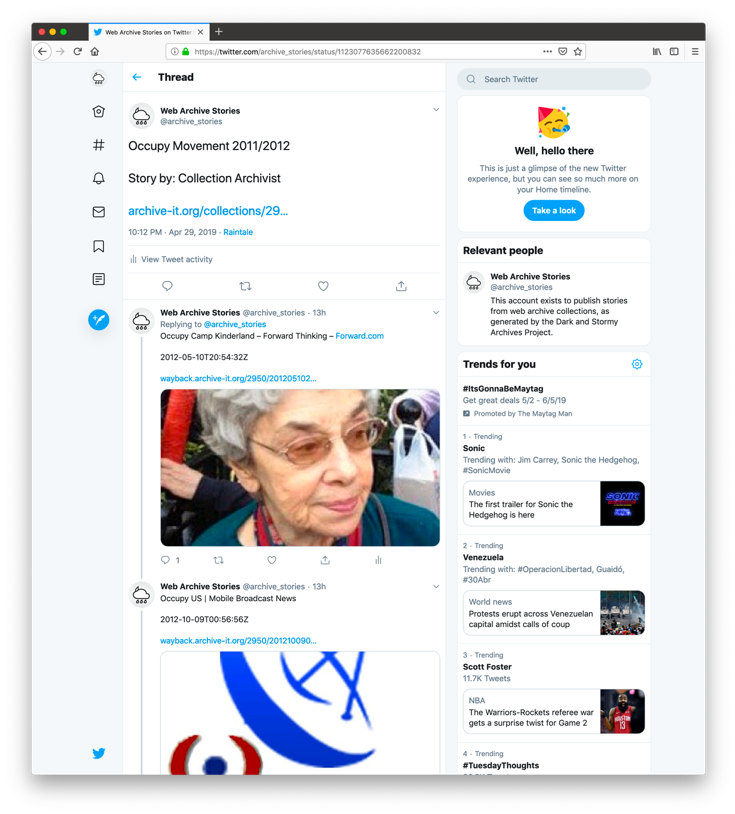 Web Archive Stories on Twitter:
https://twitter.com/archive_stories/status/1123077635662200832
Thread
Web Archive Stories
@archive_stories
Occupy Movement 2011/2012
Story by: Collection Archivist
archive-it.org/collections/29...
10:12 PM · Apr 29, 2019 · Raintale
View Tweet activity
Web Archive Stories @archive_stories · 13h
Replying to @archive_stories
Occupy Camp Kinderland – Forward Thinking – Forward.com
2012-05-10T20:54:32Z
wayback.archive-it.org/2950/201205102...
1
Web Archive Stories @archive_stories · 13h
Occupy US | Mobile Broadcast News
2012-10-09T00:56:56Z
wayback.archive-it.org/2950/201210090...
Search Twitter
Well, hello there
This is just a glimpse of the new Twitter
experience, but you can see so much more on
your Home timeline.
Take a look
Relevant people
Web Archive Stories
@archive_stories
This account exists to publish stories
from web archive collections, as
generated by the Dark and Stormy
Archives Project.
Trends for you
#ItsGonnaBeMaytag
Get great deals 5/2 - 6/5/19
Promoted by The Maytag Man
1 · Trending
Sonic
Trending with: Jim Carrey, Sonic the Hedgehog,
#SonicMovie
Movies
The first trailer for Sonic the
Hedgehog is here
SONIC
2 · Trending
Venezuela
Trending with: #OperacionLibertad, Guaidó,
#30Abr
World news
Protests erupt across Venezuelan
capital amidst calls of coup
3 · Trending
Scott Foster
11.7K Tweets
NBA
The Warriors-Rockets referee war
gets a surprise twist for Game 2
13
4 · Trending
#TuesdayThoughts